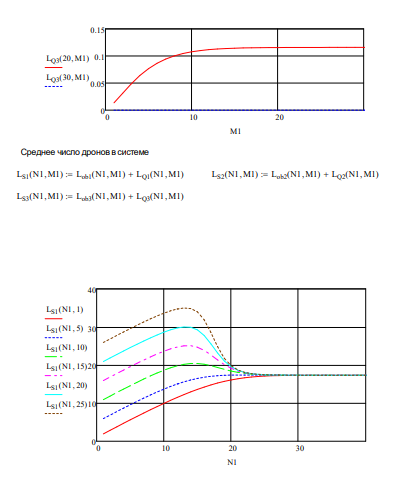 0.15
L_Q3(20,M1) 0.1
L_Q3(30,M1)
0.05
0
0 10 20
M1
Среднее число дронов в системе
L_S1(N1,M1) := L_ob1(N1,M1) + L_Q1(N1,M1) L_S2(N1,M1) := L_ob2(N1,M1) + L_Q2(N1,M1)
L_S3(N1,M1) := L_ob3(N1,M1) + L_Q3(N1,M1)
40
L_S1(N1,1)
L_S1(N1,5) 30
L_S1(N1,10)
L_S1(N1,15) 20
L_S1(N1,20)
L_S1(N1,25) 10
0
0 10 20 30
N1